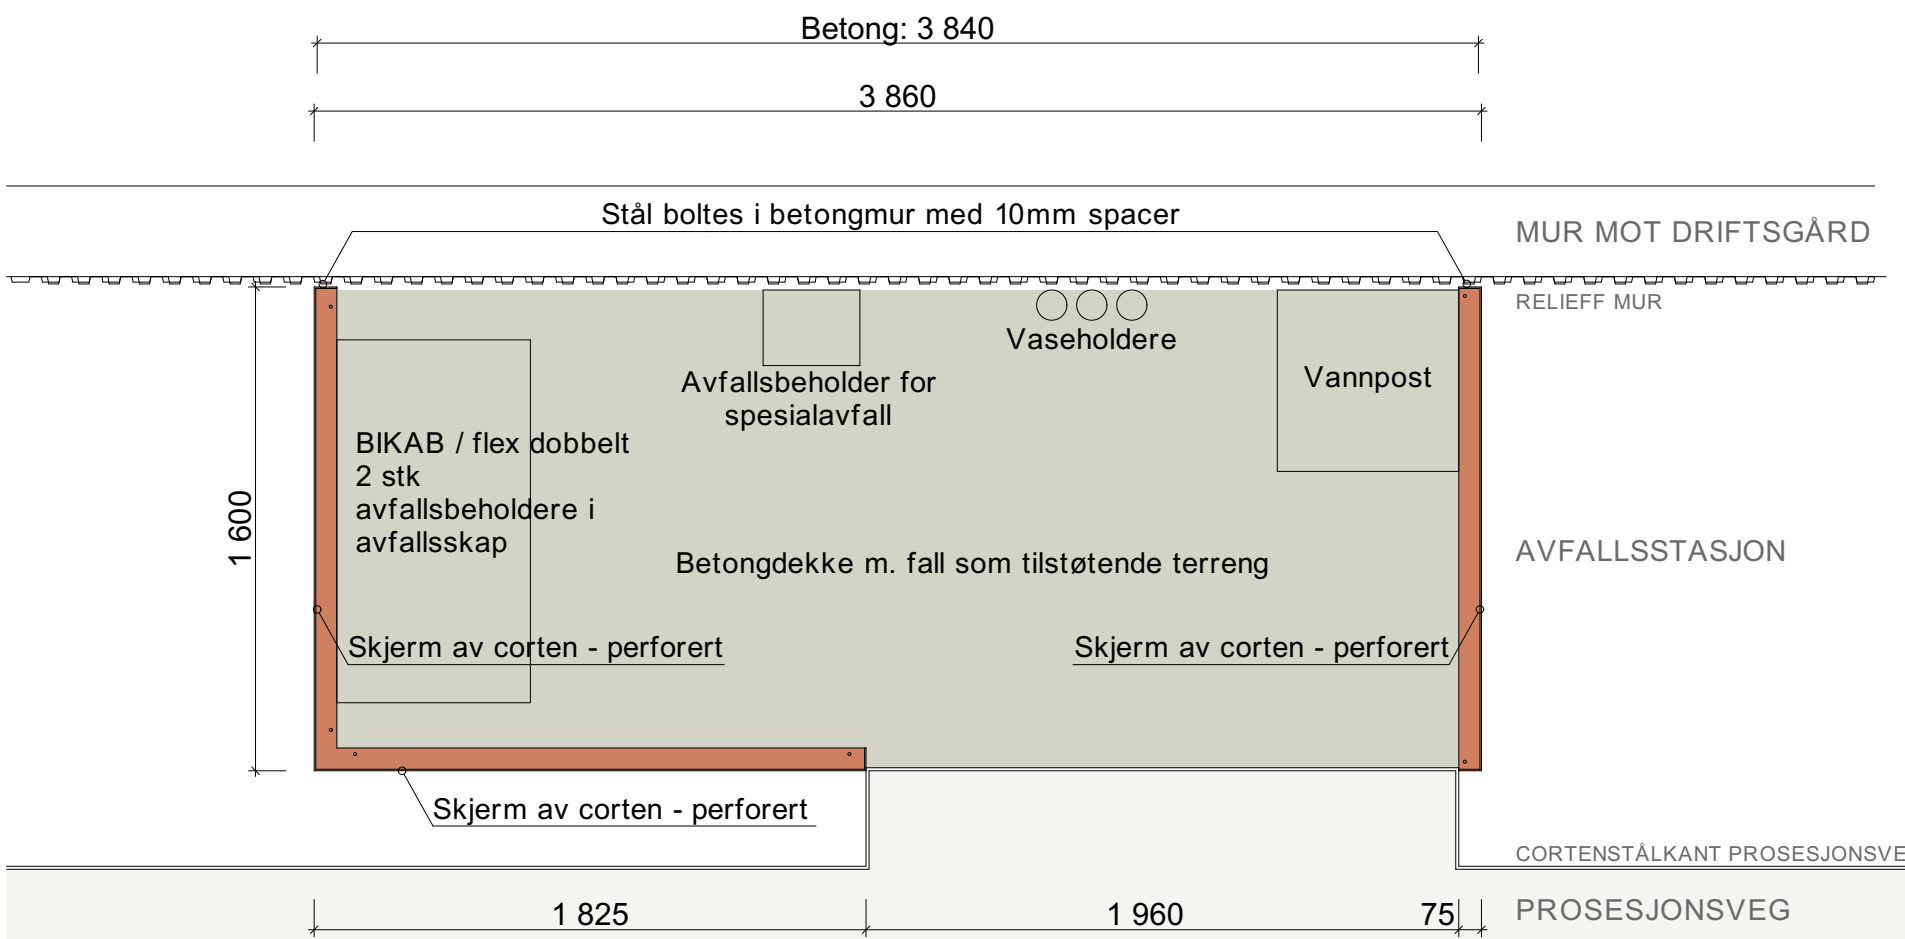 Betong: 3 840
3 860
Stål boltes i betongmur med 10mm spacer
MUR MOT DRIFTSGÅRD
RELIEFF MUR
Vaseholdere
Avfallsbeholder for
spesialavfall
Vannpost
BIKAB / flex dobbelt
2 stk
avfallsbeholdere i
avfallsskap
1 600
Betongdekke m. fall som tilstøtende terreng
AVFALLSSTASJON
Skjerm av corten - perforert
Skjerm av corten - perforert
Skjerm av corten - perforert
CORTENSTÅLKANT PROSESJONSVE
1 825
1 960
75
PROSESJONSVEG